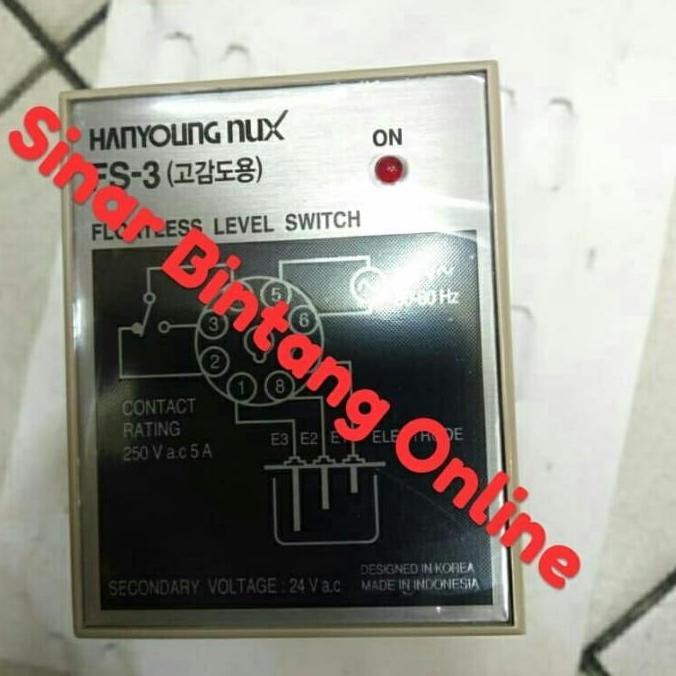 HANYOUNG nux
ON
FS-3 (고감도용)
FLOATLESS LEVEL SWITCH
Sinar Bintang Online
5
50-60 Hz
6
3
2
1 8
CONTACT
RATING
250 V a.c 5 A
E3 E2 E1 ELECTRODE
DESIGNED IN KOREA
SECONDARY VOLTAGE : 24 V a.c
MADE IN INDONESIA